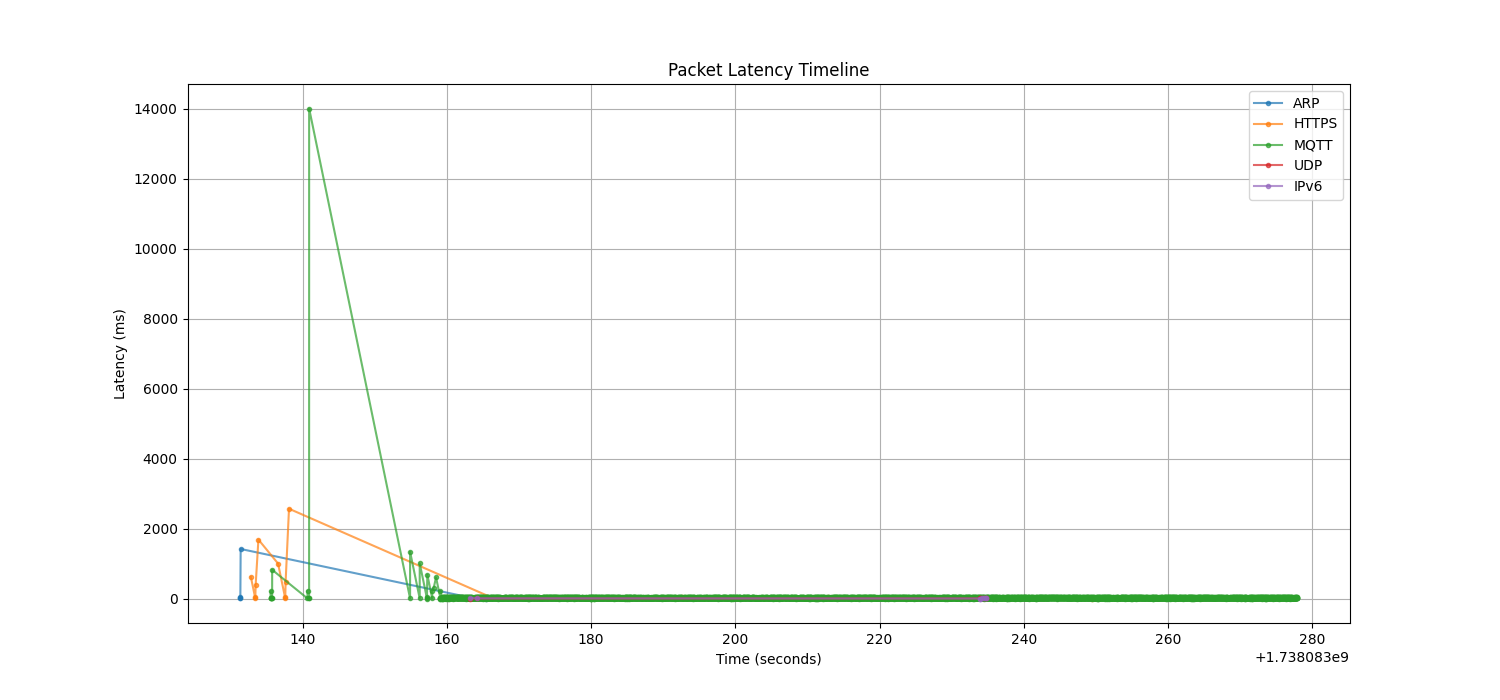 Packet Latency Timeline
Latency (ms)
14000
12000
10000
8000
6000
4000
2000
0
ARP
HTTPS
MQTT
UDP
IPv6
140 160 180 200 220 240 260 280
Time (seconds)
+1.738083e9